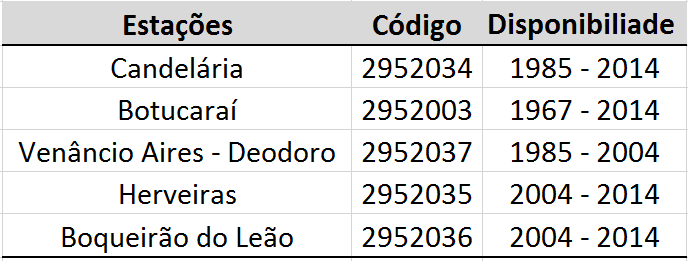 Estações Código Disponibiliade
Candelária 2952034 1985 - 2014
Botucaraí 2952003 1967 - 2014
Venâncio Aires - Deodoro 2952037 1985 - 2004
Herveiras 2952035 2004 - 2014
Boqueirão do Leão 2952036 2004 - 2014